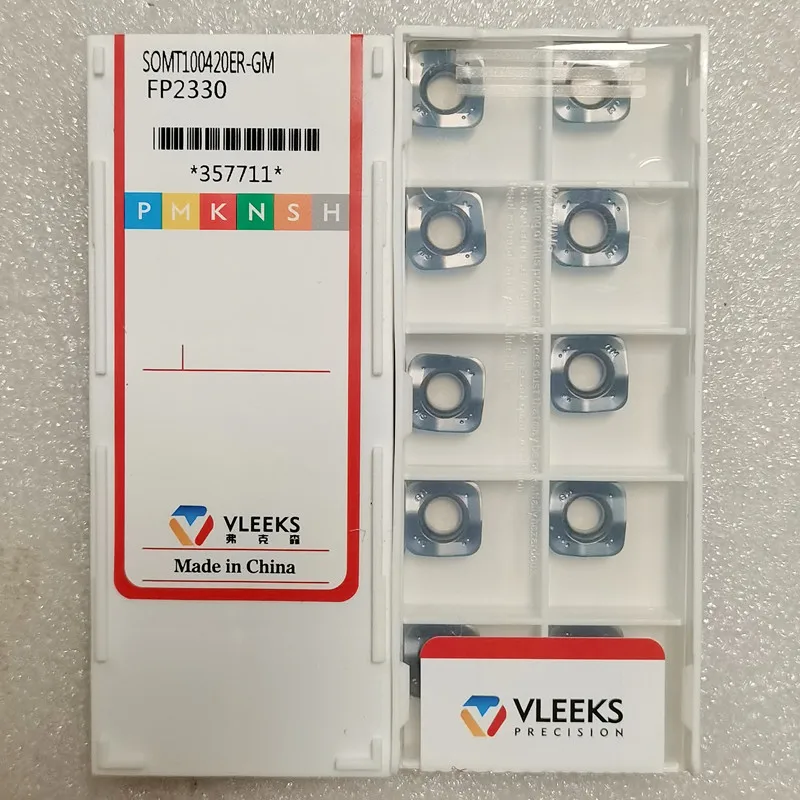 SOMT100420ER-GM
FP2330
*357711*
P M K N S H
VLEEKS
弗克森
Made in China
VLEEKS
PRECISION